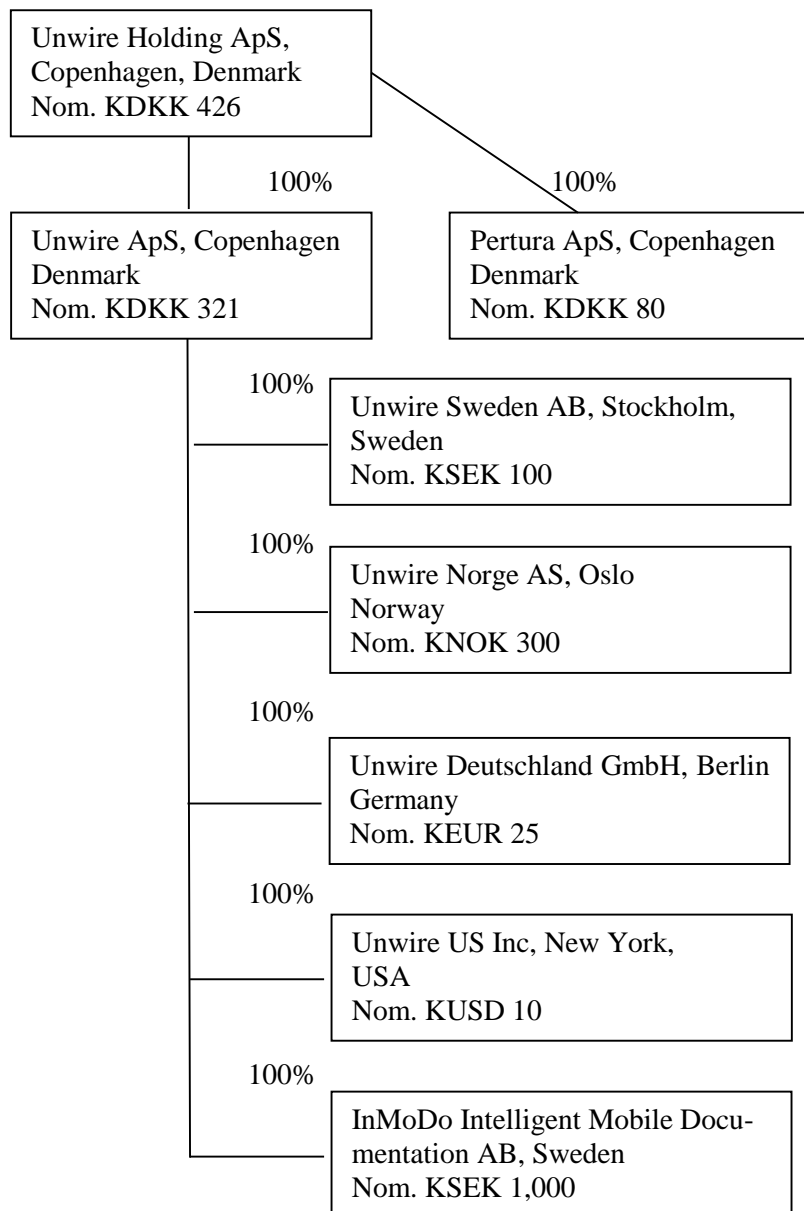 Unwire Holding ApS,
Copenhagen, Denmark
Nom. KDKK 426
100%
100%
Unwire ApS, Copenhagen
Denmark
Nom. KDKK 321
Pertura ApS, Copenhagen
Denmark
Nom. KDKK 80
100%
Unwire Sweden AB, Stockholm,
Sweden
Nom. KSEK 100
100%
Unwire Norge AS, Oslo
Norway
Nom. KNOK 300
100%
Unwire Deutschland GmbH, Berlin
Germany
Nom. KEUR 25
100%
Unwire US Inc, New York,
USA
Nom. KUSD 10
100%
InMoDo Intelligent Mobile Docu-
mentation AB, Sweden
Nom. KSEK 1,000